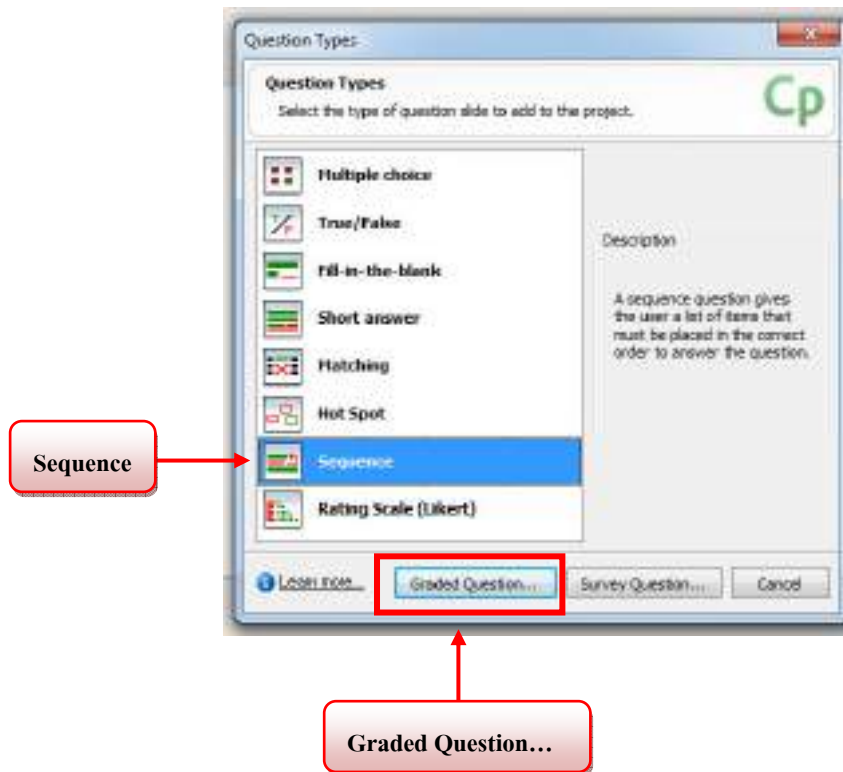 Question Types
Question Types
Select the type of question slide to add to the project.
Cp
Multiple choice
True/False
Fill-in-the-blank
Short answer
Matching
Hot Spot
Sequence
Rating Scale (Likert)
Description
A sequence question gives
the user a list of items that
must be placed in the correct
order to answer the question.
Learn more...
Graded Question...
Survey Question...
Cancel
Sequence
Graded Question…